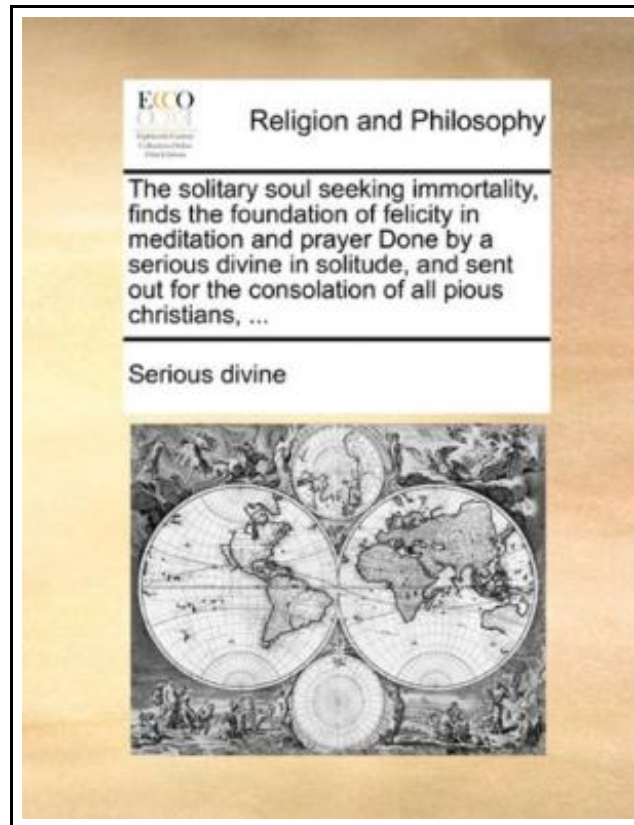 ECCO
Religion and Philosophy
The solitary soul seeking immortality,
finds the foundation of felicity in
meditation and prayer Done by a
serious divine in solitude, and sent
out for the consolation of all pious
christians, ...
Serious divine